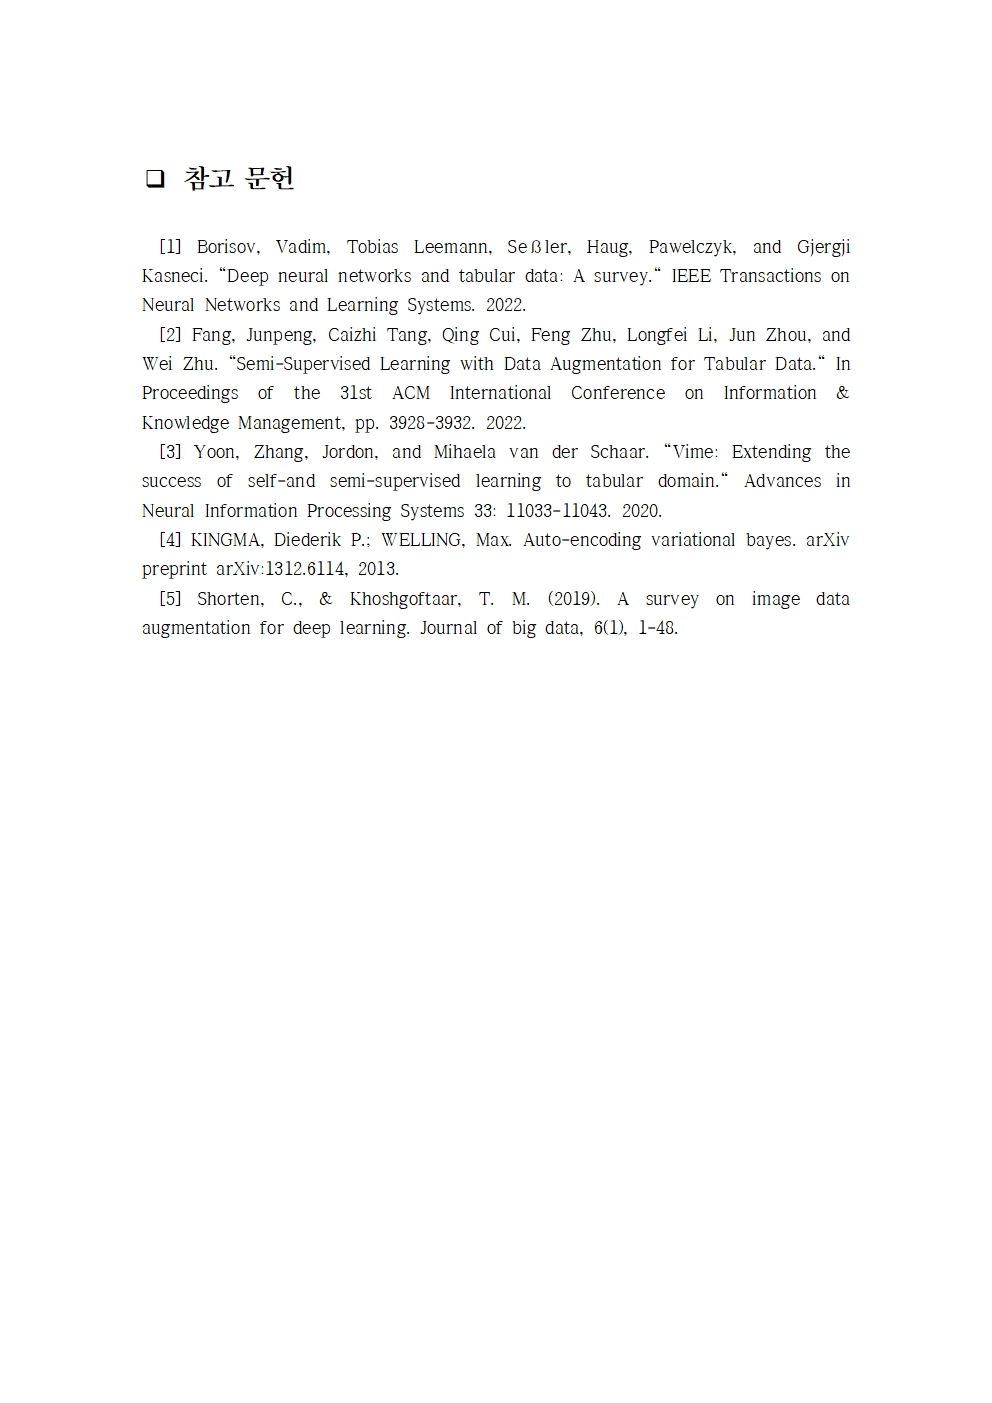 ❏ 참고 문헌
[1] Borisov, Vadim, Tobias Leemann, Seßler, Haug, Pawelczyk, and Gjergji
Kasneci. “Deep neural networks and tabular data: A survey.“ IEEE Transactions on
Neural Networks and Learning Systems. 2022.
[2] Fang, Junpeng, Caizhi Tang, Qing Cui, Feng Zhu, Longfei Li, Jun Zhou, and
Wei Zhu. “Semi-Supervised Learning with Data Augmentation for Tabular Data.“ In
Proceedings of the 31st ACM International Conference on Information &
Knowledge Management, pp. 3928-3932. 2022.
[3] Yoon, Zhang, Jordon, and Mihaela van der Schaar. “Vime: Extending the
success of self-and semi-supervised learning to tabular domain.“ Advances in
Neural Information Processing Systems 33: 11033-11043. 2020.
[4] KINGMA, Diederik P.; WELLING, Max. Auto-encoding variational bayes. arXiv
preprint arXiv:1312.6114, 2013.
[5] Shorten, C., & Khoshgoftaar, T. M. (2019). A survey on image data
augmentation for deep learning. Journal of big data, 6(1), 1-48.